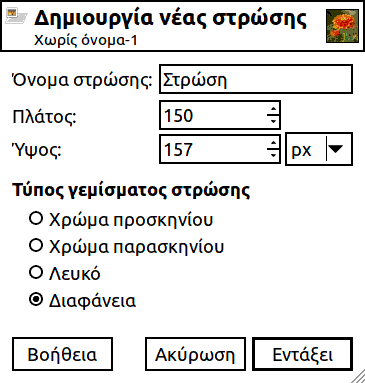 Δημιουργία νέας στρώσης
Χωρίς όνομα-1
Όνομα στρώσης: Στρώση
Πλάτος: 150
Ύψος: 157 px
Τύπος γεμίσματος στρώσης
Χρώμα προσκηνίου
Χρώμα παρασκηνίου
Λευκό
Διαφάνεια
Βοήθεια Ακύρωση Εντάξει